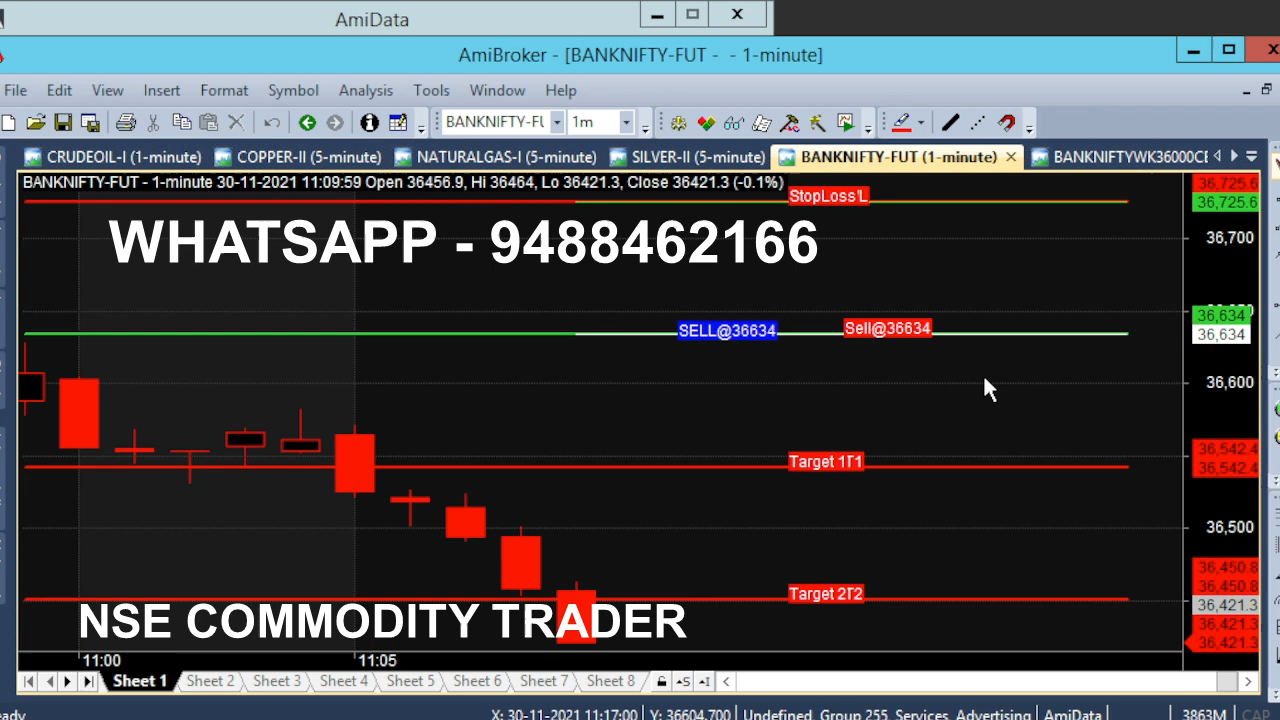 AmiData
AmiBroker - [BANKNIFTY-FUT - - 1-minute]
File Edit View Insert Format Symbol Analysis Tools Window Help
BANKNIFTY-FU 1m
CRUDEOIL-I (1-minute) COPPER-II (5-minute) NATURALGAS-I (5-minute) SILVER-II (5-minute) BANKNIFTY-FUT (1-minute) BANKNIFTYWK36000CE
BANKNIFTY-FUT - 1-minute 30-11-2021 11:09:59 Open 36456.9, Hi 36464, Lo 36421.3, Close 36421.3 (-0.1%)
36,725.6
StopLoss'L
36,725.6
WHATSAPP - 9488462166
36,700
36,634
SELL@36634 Sell@36634
36,634
36,600
36,542.4
Target 1T1
36,542.4
36,500
36,450.8
36,450.8
Target 2T2
36,421.3
NSE COMMODITY TRADER
36,421.3
36,421.3
11:00 11:05
Sheet 1 Sheet 2 Sheet 3 Sheet 4 Sheet 5 Sheet 6 Sheet 7 Sheet 8
X: 30-11-2021 11:17:00 Y: 36604.700 Undefined, Group 255, Services, Advertising AmiData 3863M CAP